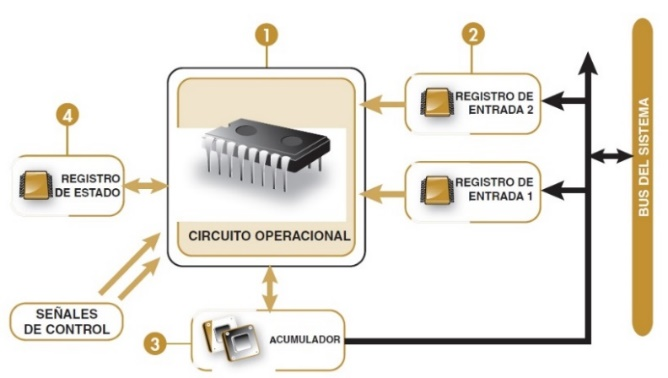 1
2
REGISTRO DE
ENTRADA 2
4
REGISTRO
DE ESTADO
REGISTRO DE
ENTRADA 1
CIRCUITO OPERACIONAL
SEÑALES
DE CONTROL
3
ACUMULADOR
BUS DEL SISTEMA